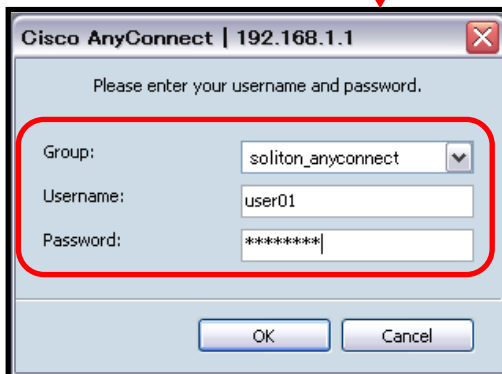 Cisco AnyConnect | 192.168.1.1
Please enter your username and password.
Group: soliton_anyconnect
Username: user01
Password: ********
OK Cancel